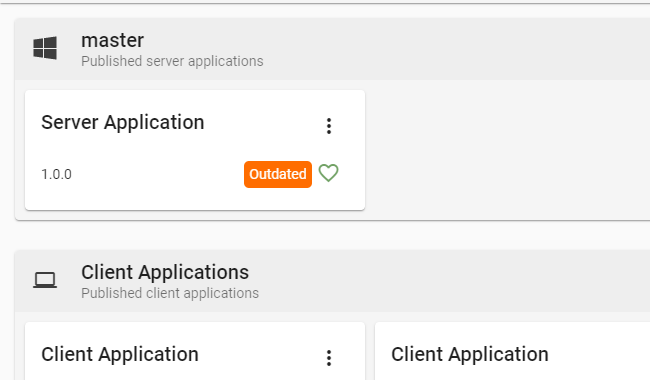 master
Published server applications
Server Application
1.0.0
Outdated
Client Applications
Published client applications
Client Application
Client Application